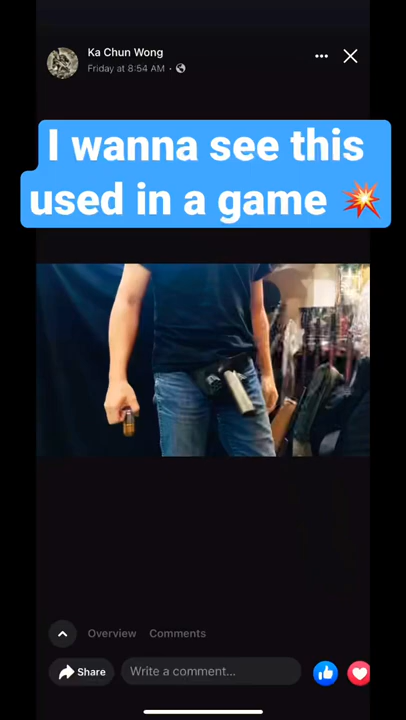 Ka Chun Wong
Friday at 8:54 AM ·
I wanna see this
used in a game 💥
Overview Comments
Share Write a comment...